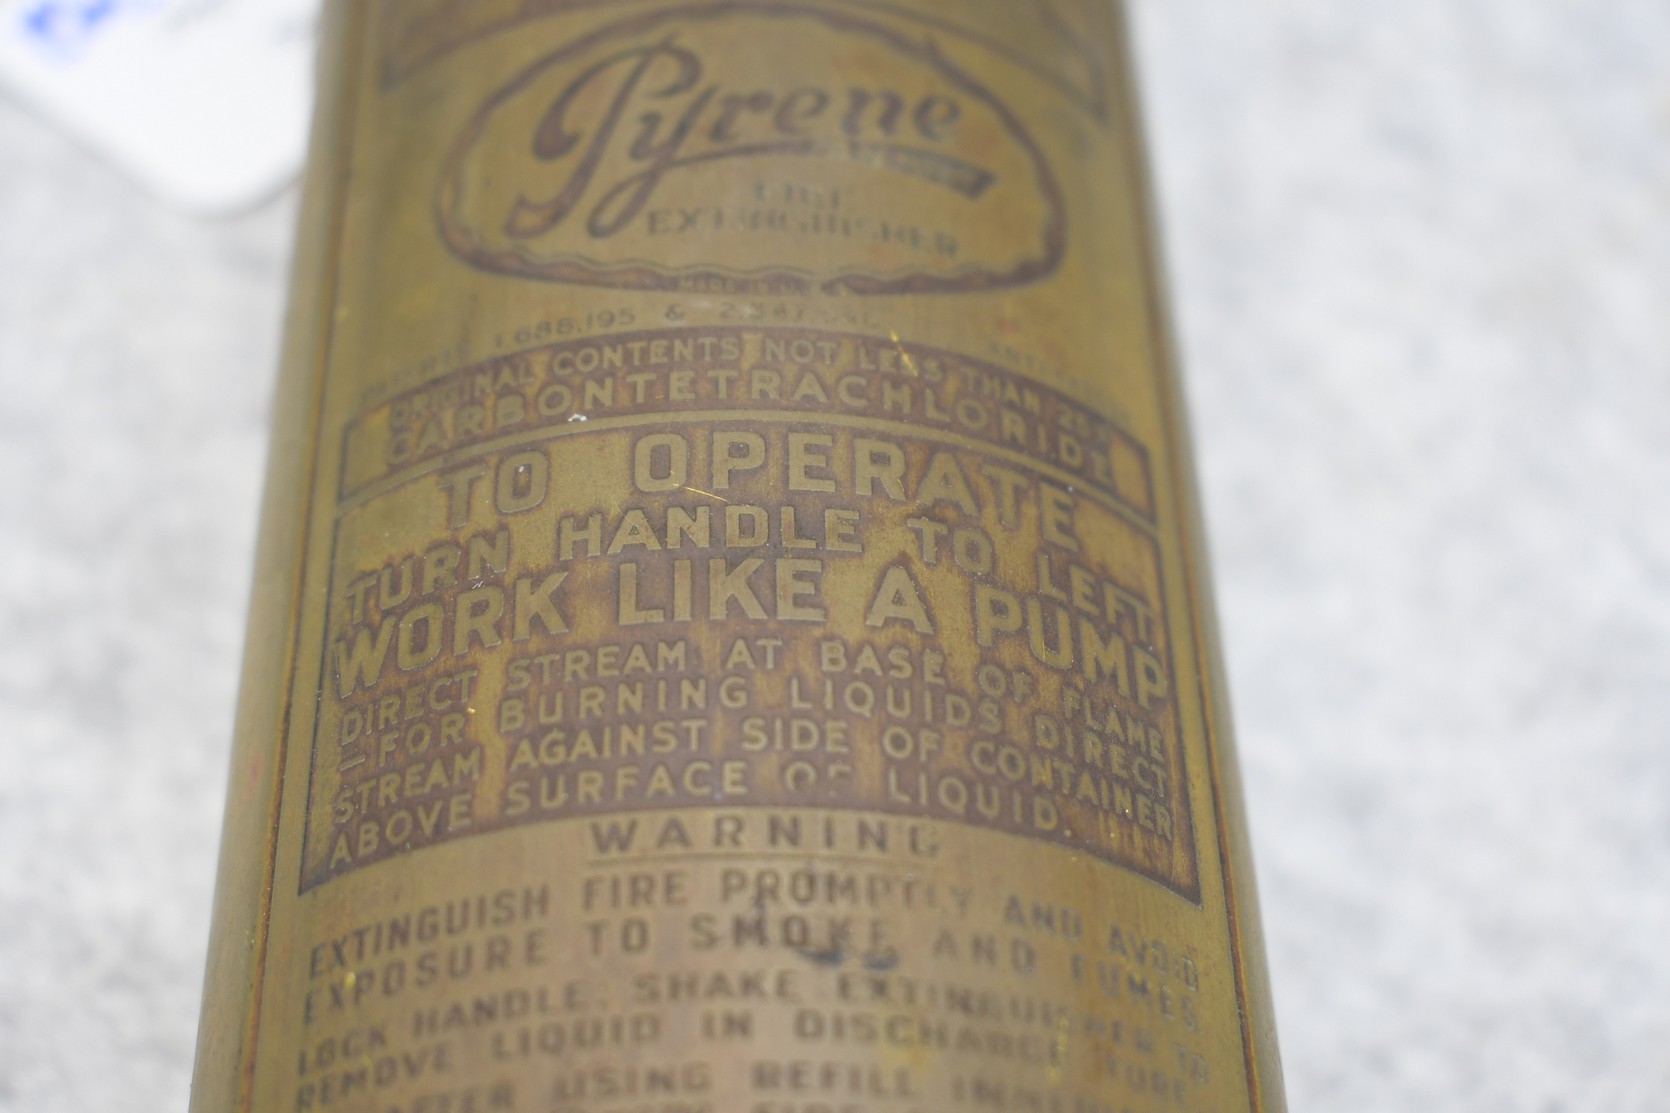 Pyrene
FIRE
EXTINGUISHER
1.688.195 &
ORIGINAL CONTENTS NOT LESS THAN
CARBONTETRACHLORIDE
TO OPERATE
TURN HANDLE TO LEFT
WORK LIKE A PUMP
DIRECT STREAM AT BASE OF FLAME
—FOR BURNING LIQUIDS DIRECT
STREAM AGAINST SIDE OF CONTAINER
ABOVE SURFACE OF LIQUID.
WARNING
EXTINGUISH FIRE PROMPTLY AND AVOID
EXPOSURE TO SMOKE AND FUMES
LOCK HANDLE, SHAKE EXTINGUISHER TO
REMOVE LIQUID IN DISCHARGE TUBE
AFTER USING REFILL